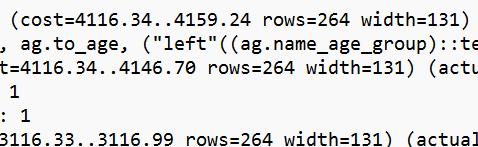 (cost=4116.34..4159.24 rows=264 width=131)
, ag.to_age, ("left"((ag.name_age_group)::te
t=4116.34..4146.70 rows=264 width=131) (actu
1
: 1
3116.33..3116.99 rows=264 width=131) (actual